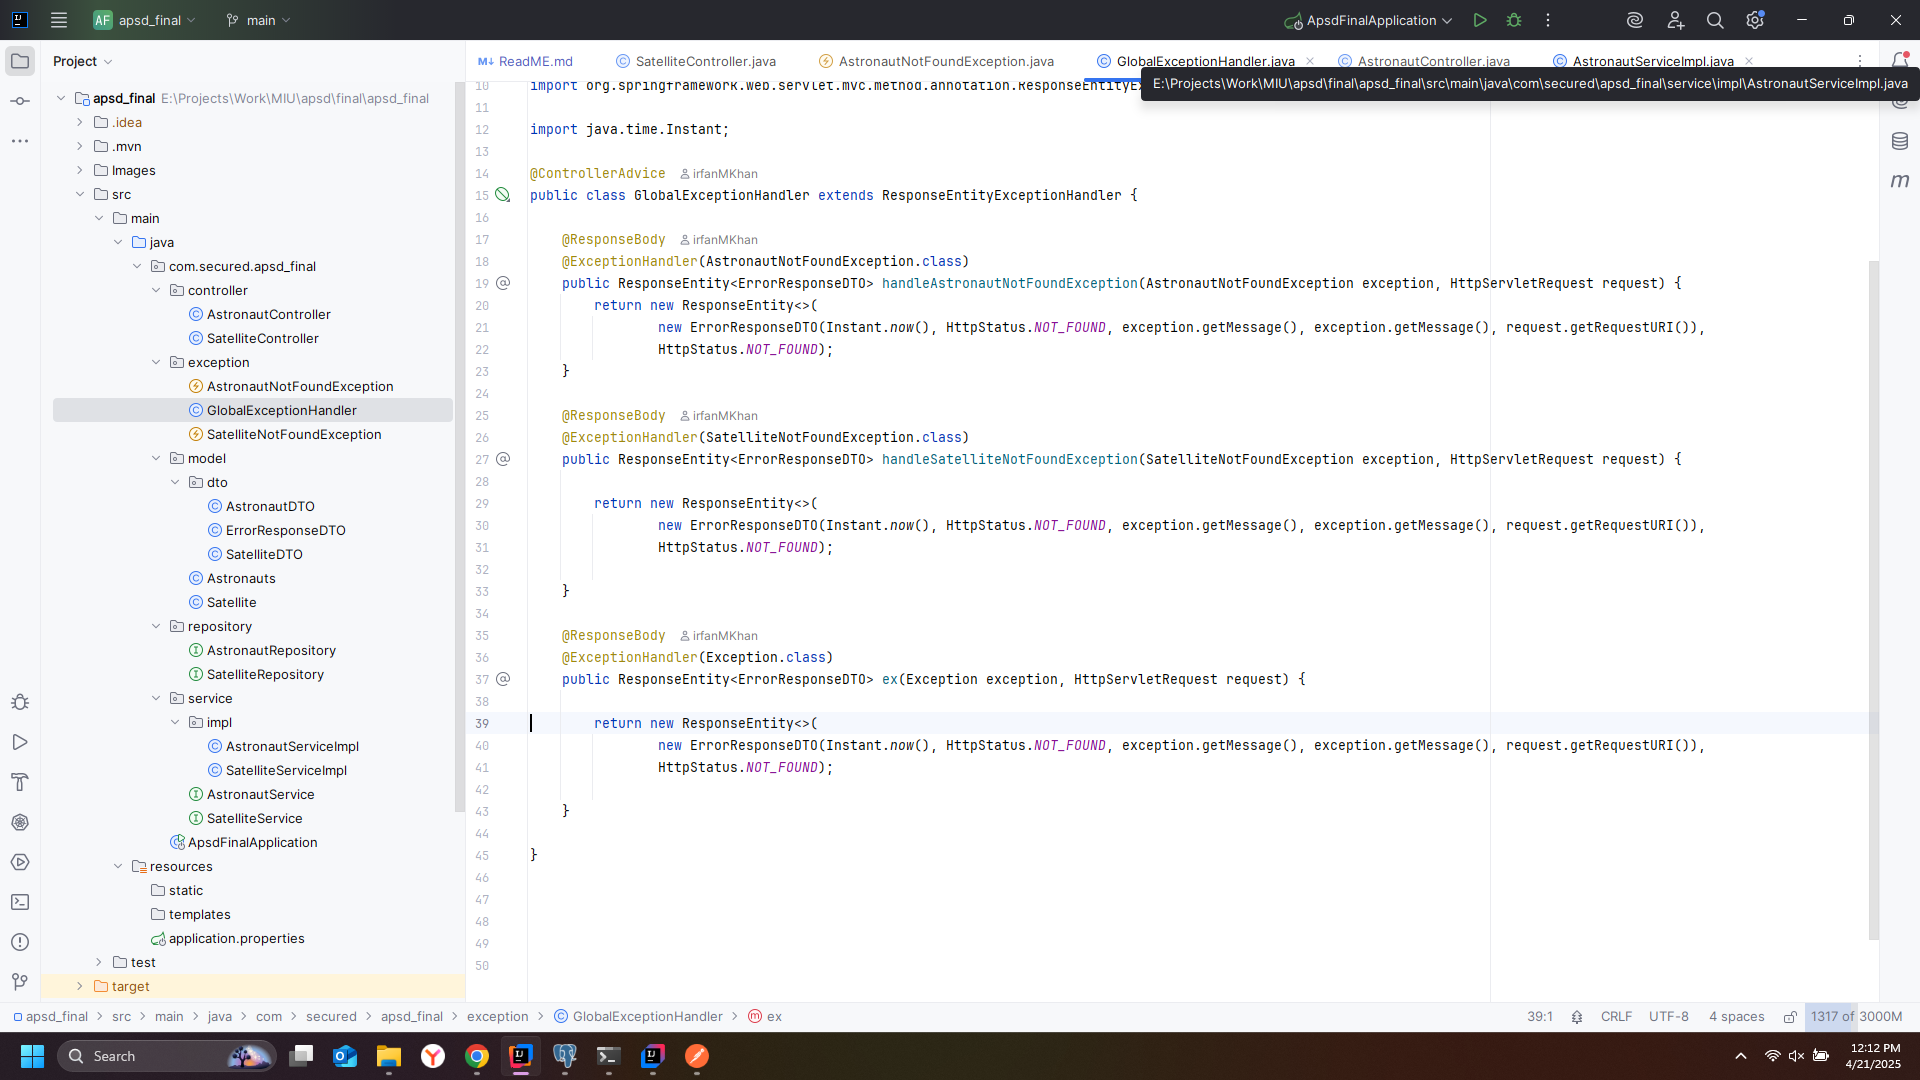 AF apsd_final main ApsdFinalApplication
Project
ReadME.md SatelliteController.java AstronautNotFoundException.java GlobalExceptionHandler.java AstronautController.java AstronautServiceImpl.java
E:\Projects\Work\MIU\apsd\final\apsd_final\src\main\java\com\secured\apsd_final\service\impl\AstronautServiceImpl.java
apsd_final E:\Projects\Work\MIU\apsd\final\apsd_final
.idea
.mvn
Images
src
main
java
com.secured.apsd_final
controller
AstronautController
SatelliteController
exception
AstronautNotFoundException
GlobalExceptionHandler
SatelliteNotFoundException
model
dto
AstronautDTO
ErrorResponseDTO
SatelliteDTO
Astronauts
Satellite
repository
AstronautRepository
SatelliteRepository
service
impl
AstronautServiceImpl
SatelliteServiceImpl
AstronautService
SatelliteService
ApsdFinalApplication
resources
static
templates
application.properties
test
target
10 import org.springframework.web.servlet.mvc.method.annotation.ResponseEntityEx
11
12 import java.time.Instant;
13
14 @ControllerAdvice irfanMKhan
15 public class GlobalExceptionHandler extends ResponseEntityExceptionHandler {
16
17 @ResponseBody irfanMKhan
18 @ExceptionHandler(AstronautNotFoundException.class)
19 public ResponseEntity<ErrorResponseDTO> handleAstronautNotFoundException(AstronautNotFoundException exception, HttpServletRequest request) {
20 return new ResponseEntity<>(
21 new ErrorResponseDTO(Instant.now(), HttpStatus.NOT_FOUND, exception.getMessage(), exception.getMessage(), request.getRequestURI()),
22 HttpStatus.NOT_FOUND);
23 }
24
25 @ResponseBody irfanMKhan
26 @ExceptionHandler(SatelliteNotFoundException.class)
27 public ResponseEntity<ErrorResponseDTO> handleSatelliteNotFoundException(SatelliteNotFoundException exception, HttpServletRequest request) {
28
29 return new ResponseEntity<>(
30 new ErrorResponseDTO(Instant.now(), HttpStatus.NOT_FOUND, exception.getMessage(), exception.getMessage(), request.getRequestURI()),
31 HttpStatus.NOT_FOUND);
32
33 }
34
35 @ResponseBody irfanMKhan
36 @ExceptionHandler(Exception.class)
37 public ResponseEntity<ErrorResponseDTO> ex(Exception exception, HttpServletRequest request) {
38
39 return new ResponseEntity<>(
40 new ErrorResponseDTO(Instant.now(), HttpStatus.NOT_FOUND, exception.getMessage(), exception.getMessage(), request.getRequestURI()),
41 HttpStatus.NOT_FOUND);
42
43 }
44
45 }
46
47
48
49
50
apsd_final > src > main > java > com > secured > apsd_final > exception > GlobalExceptionHandler > ex 39:1 CRLF UTF-8 4 spaces 1317 of 3000M
Search
12:12 PM
4/21/2025